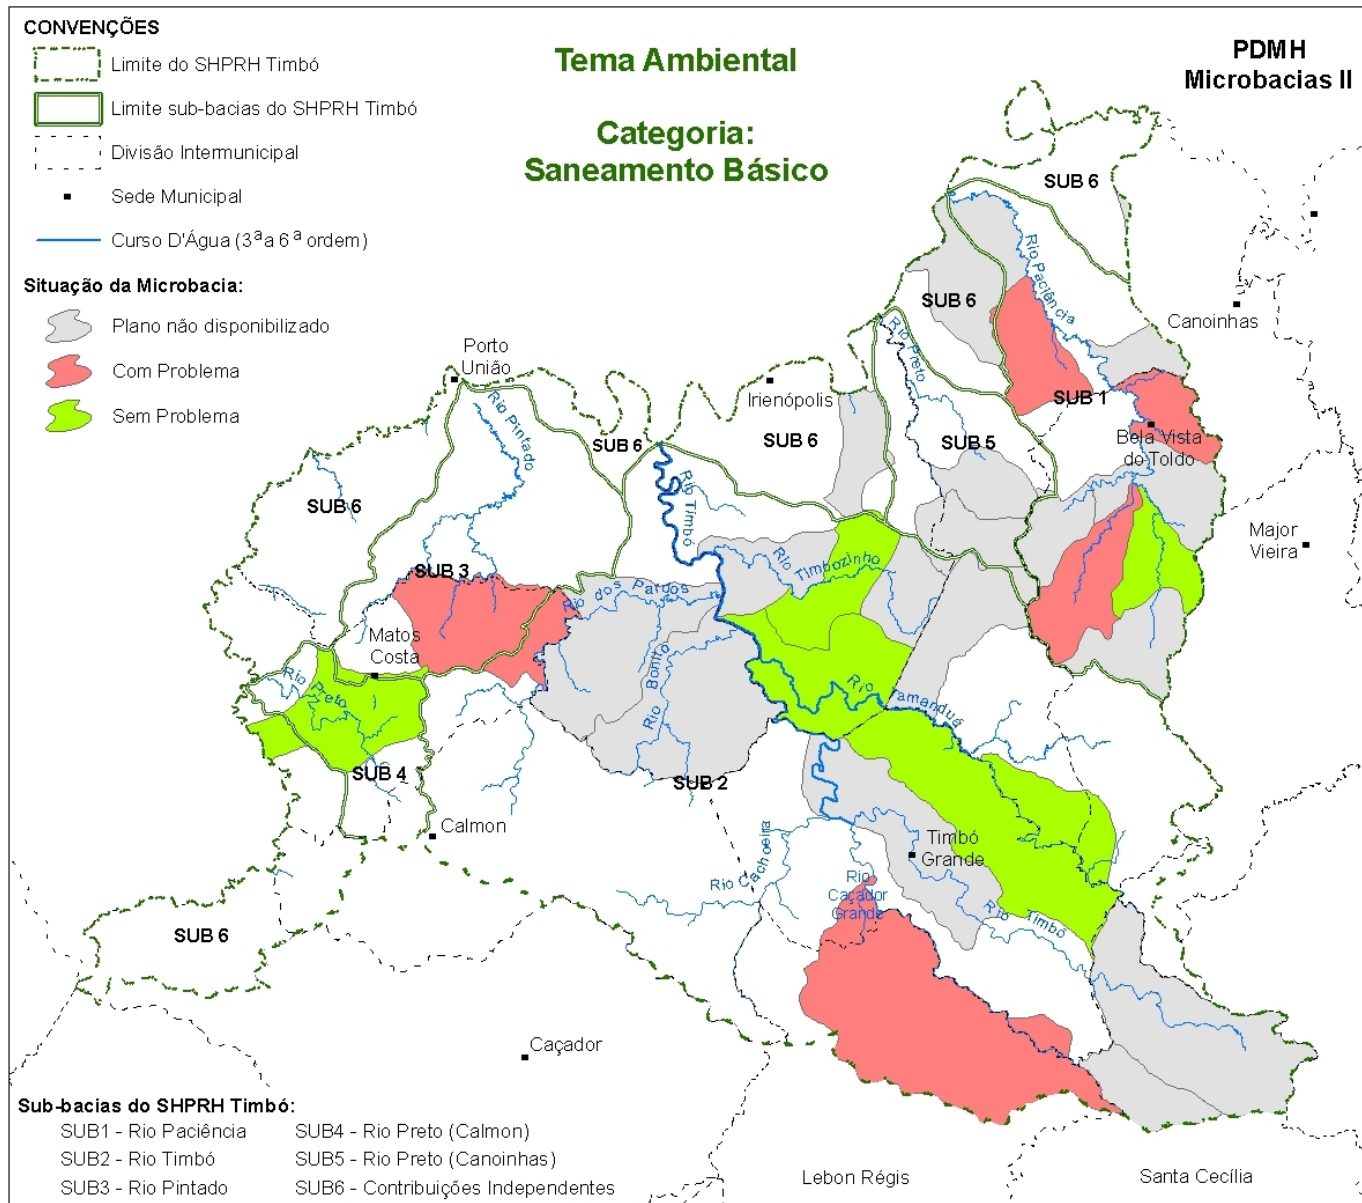 CONVENÇÕES
Limite do SHPRH Timbó
Limite sub-bacias do SHPRH Timbó
Divisão Intermunicipal
Sede Municipal
Curso D'Água (3ªa 6ª ordem)
Situação da Microbacia:
Plano não disponibilizado
Com Problema
Sem Problema
Tema Ambiental
Categoria:
Saneamento Básico
PDMH
Microbacias II
SUB 6
Rio Paciência
SUB 6
Canoinhas
Rio Preto
Porto
União
Irienópolis
SUB 1
Rio Pintado
SUB 6
SUB 6
SUB 5
Bela Vista
do Toldo
SUB 6
Rio Timbó
Major
Vieira
Rio Timbozinho
SUB 3
Rio dos Pardos
Matos
Costa
Rio Bonito
Rio Preto
Rio Tamanduá
SUB 4
SUB 2
Calmon
Timbó
Grande
Rio Cachoeira
Rio
Caçador
Grande
Rio Timbó
SUB 6
Caçador
Sub-bacias do SHPRH Timbó:
SUB1 - Rio Paciência
SUB2 - Rio Timbó
SUB3 - Rio Pintado
SUB4 - Rio Preto (Calmon)
SUB5 - Rio Preto (Canoinhas)
SUB6 - Contribuições Independentes
Lebon Régis
Santa Cecília